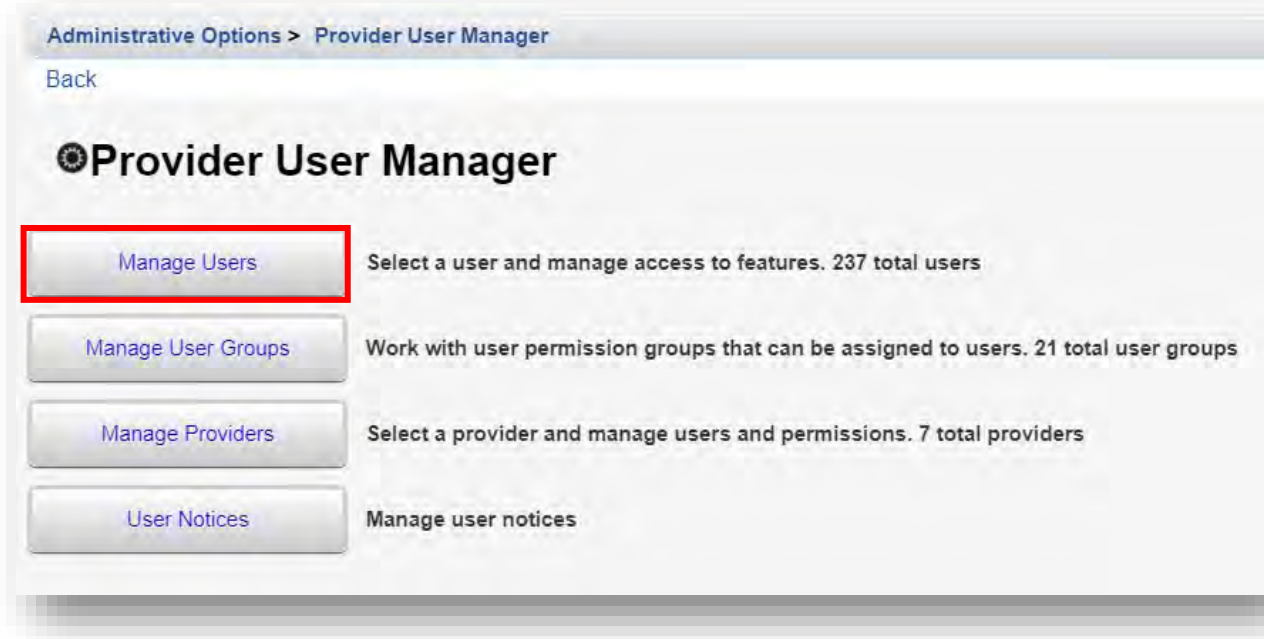 Administrative Options > Provider User Manager
Back
Provider User Manager
Manage Users Select a user and manage access to features. 237 total users
Manage User Groups Work with user permission groups that can be assigned to users. 21 total user groups
Manage Providers Select a provider and manage users and permissions. 7 total providers
User Notices Manage user notices